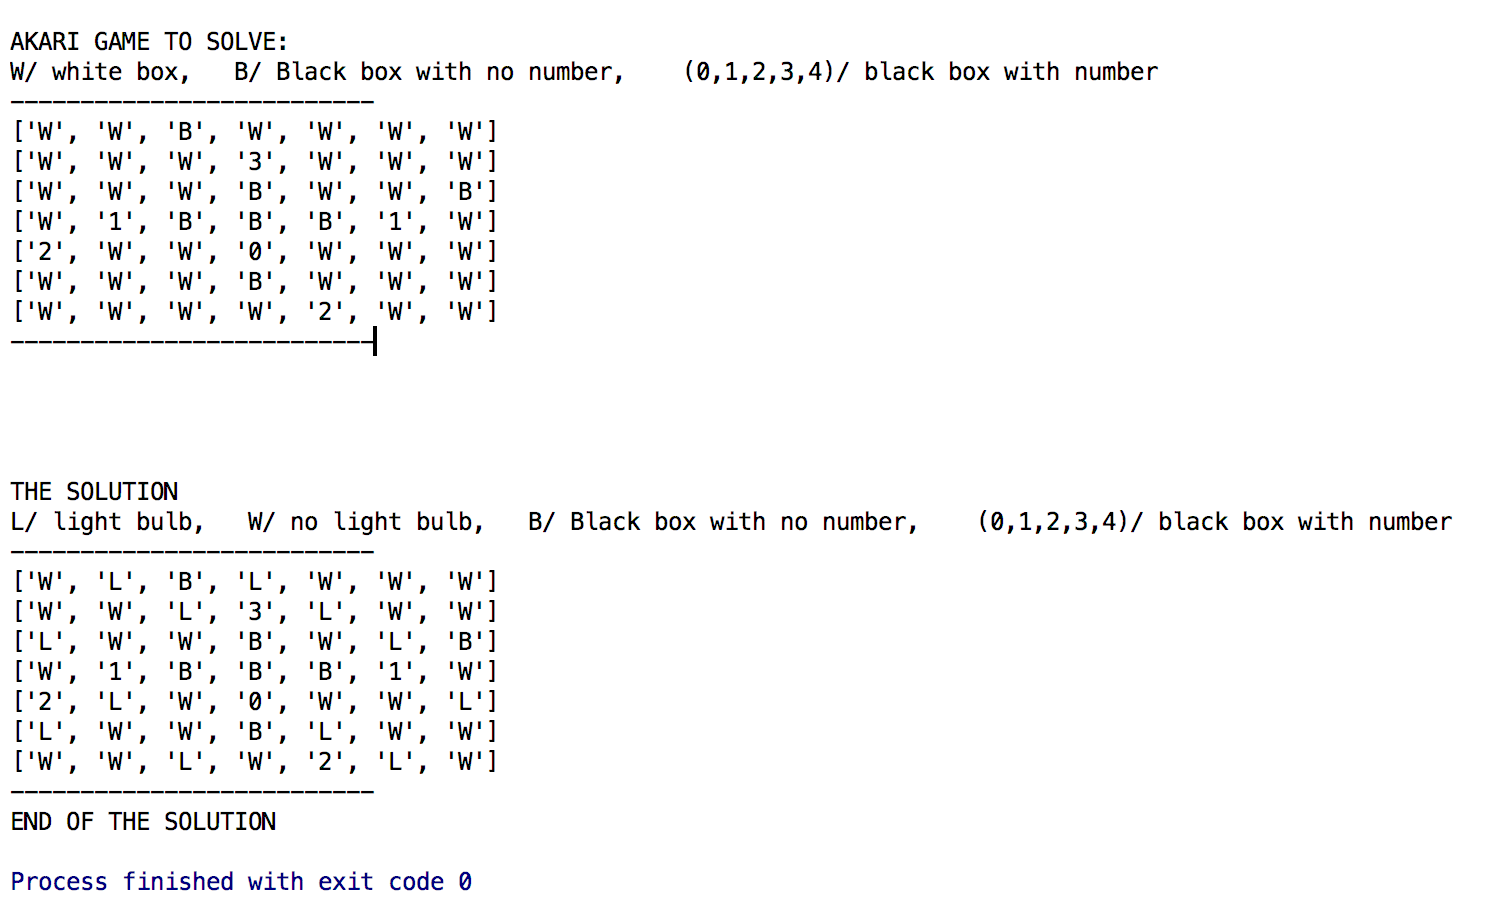 AKARI GAME TO SOLVE:
W/ white box,   B/ Black box with no number,    (0,1,2,3,4)/ black box with number
--------------------------
['W', 'W', 'B', 'W', 'W', 'W', 'W']
['W', 'W', 'W', '3', 'W', 'W', 'W']
['W', 'W', 'W', 'B', 'W', 'W', 'B']
['W', '1', 'B', 'B', 'B', '1', 'W']
['2', 'W', 'W', '0', 'W', 'W', 'W']
['W', 'W', 'W', 'B', 'W', 'W', 'W']
['W', 'W', 'W', 'W', '2', 'W', 'W']
--------------------------
THE SOLUTION
L/ light bulb,   W/ no light bulb,   B/ Black box with no number,    (0,1,2,3,4)/ black box with number
--------------------------
['W', 'L', 'B', 'L', 'W', 'W', 'W']
['W', 'W', 'L', '3', 'L', 'W', 'W']
['L', 'W', 'W', 'B', 'W', 'L', 'B']
['W', '1', 'B', 'B', 'B', '1', 'W']
['2', 'L', 'W', '0', 'W', 'W', 'L']
['L', 'W', 'W', 'B', 'L', 'W', 'W']
['W', 'W', 'L', 'W', '2', 'L', 'W']
--------------------------
END OF THE SOLUTION
Process finished with exit code 0